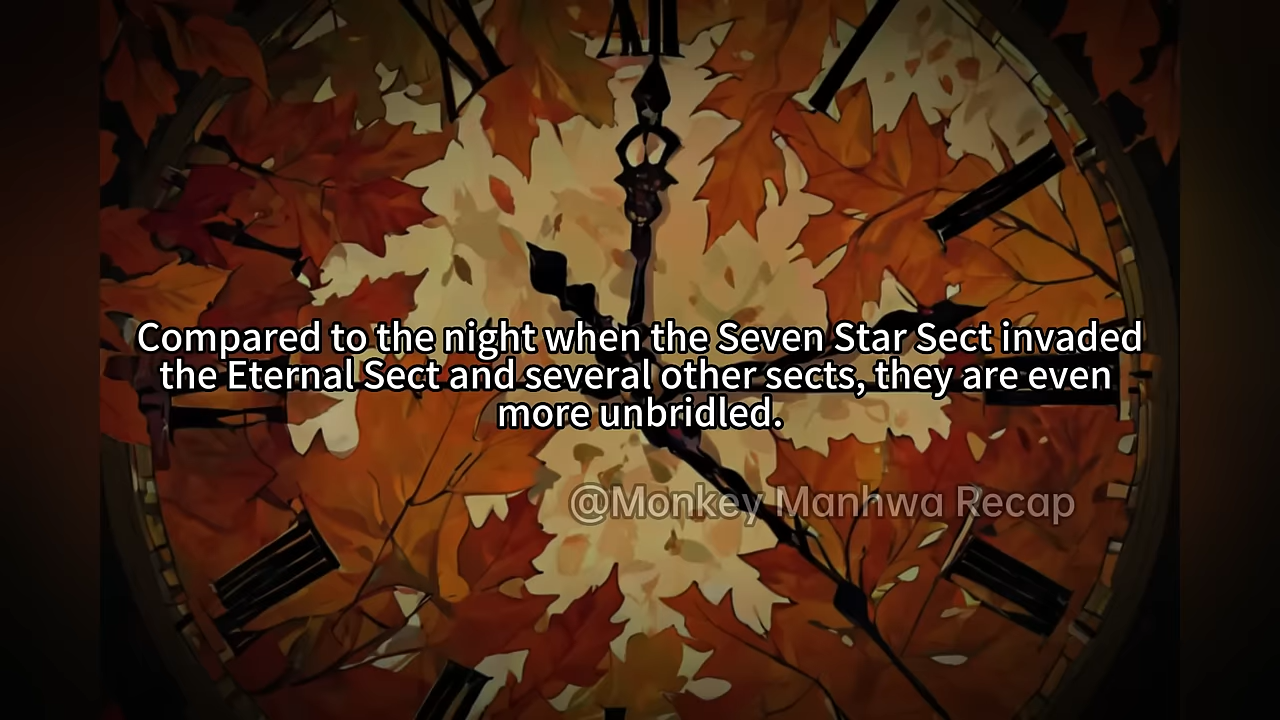 XII
Compared to the night when the Seven Star Sect invaded
the Eternal Sect and several other sects, they are even
more unbridled.
@Monkey Manhwa Recap